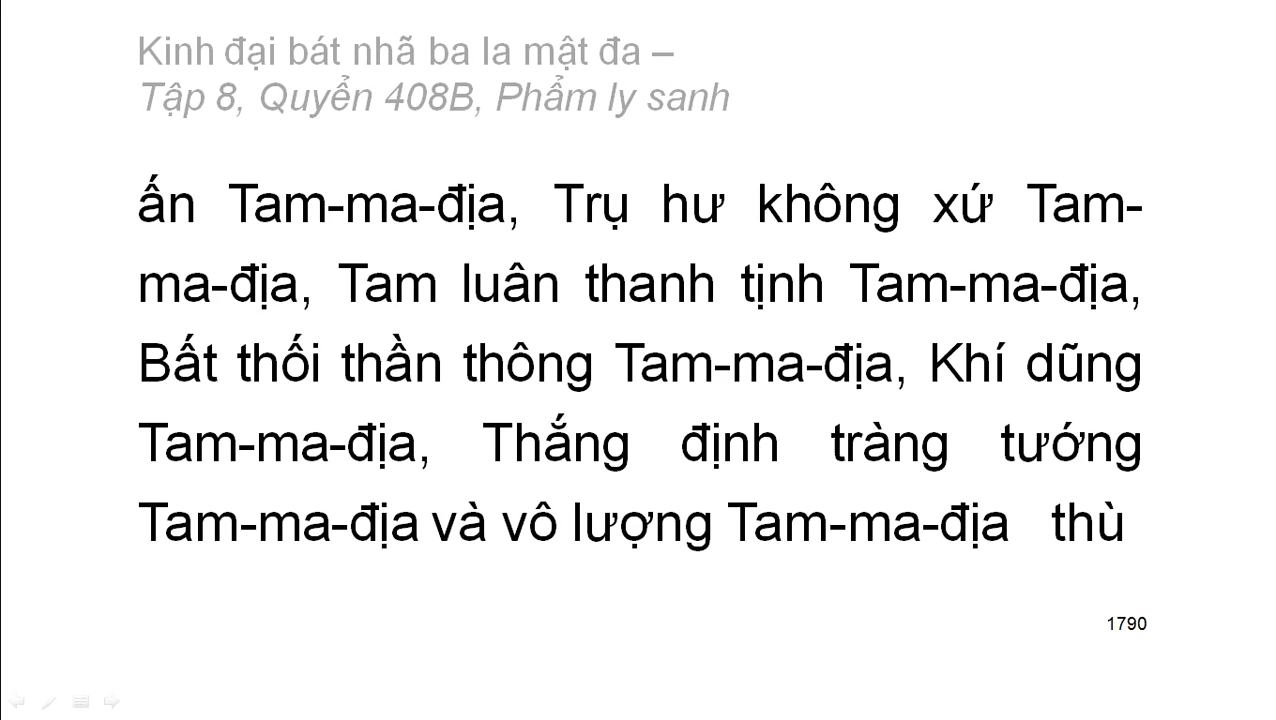 Kinh đại bát nhã ba la mật đa –
Tập 8, Quyển 408B, Phẩm ly sanh
ấn Tam-ma-địa, Trụ hư không xứ Tam-
ma-địa, Tam luân thanh tịnh Tam-ma-địa,
Bất thối thần thông Tam-ma-địa, Khí dũng
Tam-ma-địa, Thắng định tràng tướng
Tam-ma-địa và vô lượng Tam-ma-địa thù
1790